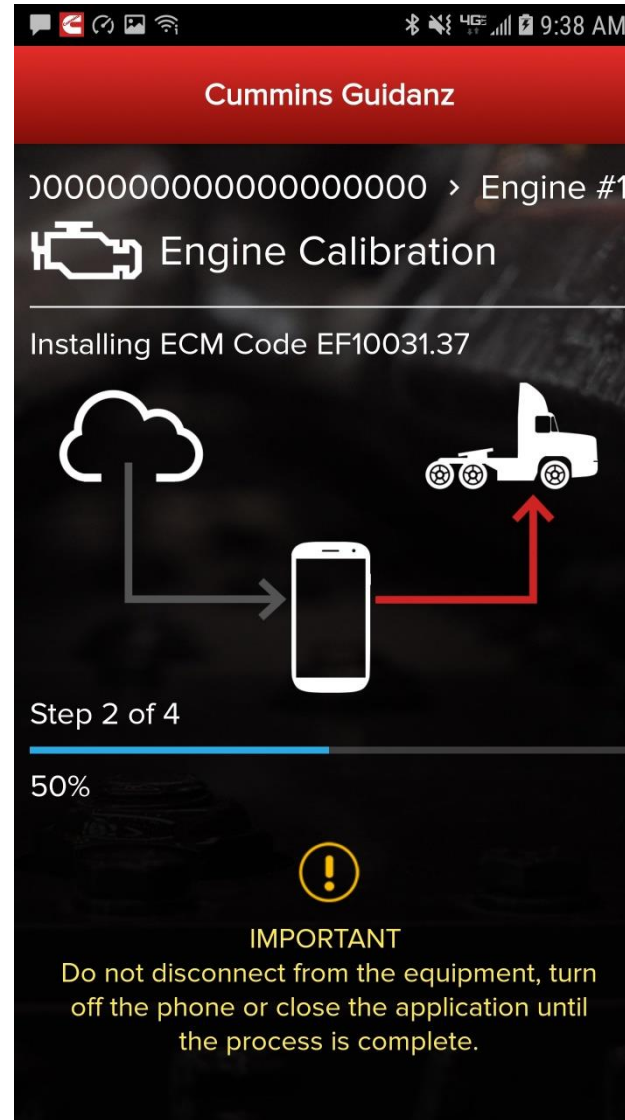 4GE 9:38 AM
Cummins Guidanz
00000000000000000000 > Engine #1
Engine Calibration
Installing ECM Code EF10031.37
Step 2 of 4
50%
IMPORTANT
Do not disconnect from the equipment, turn
off the phone or close the application until
the process is complete.